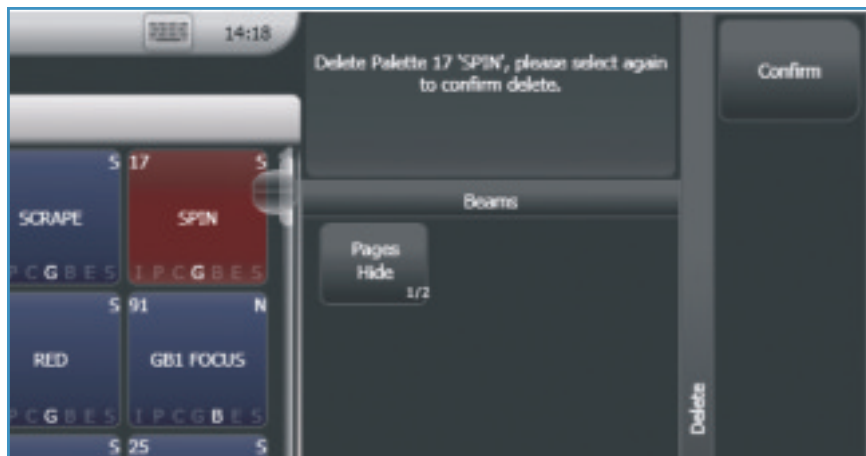 14:18
Delete Palette 17 'SPIN', please select again
to confirm delete.
Confirm
S
SCRAPE
P C G B E S
17 S
SPIN
I P C G B E S
Beams
Pages
Hide
1/2
S
RED
P C G B E S
91 N
GB1 FOCUS
I P C G B E S
S
25 S
Delete